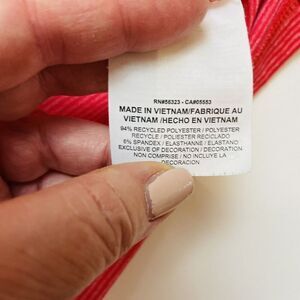 RN#56323 - CA#05553
MADE IN VIETNAM/FABRIQUE AU
VIETNAM /HECHO EN VIETNAM
94% RECYCLED POLYESTER / POLYESTER
RECYCLE / POLIESTER RECICLADO
6% SPANDEX / ELASTHANNE / ELASTANO
EXCLUSIVE OF DECORATION / DECORATION
NON COMPRISE / NO INCLUYE LA
DECORACION